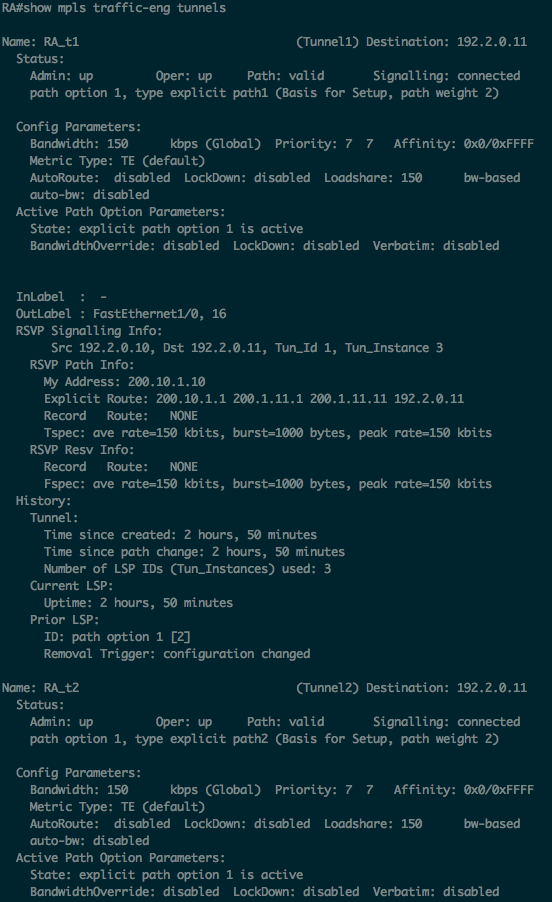 RA#show mpls traffic-eng tunnels
Name: RA_t1                               (Tunnel1) Destination: 192.2.0.11
  Status:
    Admin: up         Oper: up     Path: valid       Signalling: connected
    path option 1, type explicit path1 (Basis for Setup, path weight 2)
  Config Parameters:
    Bandwidth: 150      kbps (Global)  Priority: 7  7   Affinity: 0x0/0xFFFF
    Metric Type: TE (default)
    AutoRoute:  disabled  LockDown: disabled  Loadshare: 150      bw-based
    auto-bw: disabled
  Active Path Option Parameters:
    State: explicit path option 1 is active
    BandwidthOverride: disabled  LockDown: disabled  Verbatim: disabled
  InLabel  :  -
  OutLabel : FastEthernet1/0, 16
  RSVP Signalling Info:
       Src 192.2.0.10, Dst 192.2.0.11, Tun_Id 1, Tun_Instance 3
    RSVP Path Info:
      My Address: 200.10.1.10
      Explicit Route: 200.10.1.1 200.1.11.1 200.1.11.11 192.2.0.11
      Record   Route:   NONE
      Tspec: ave rate=150 kbits, burst=1000 bytes, peak rate=150 kbits
    RSVP Resv Info:
      Record   Route:   NONE
      Fspec: ave rate=150 kbits, burst=1000 bytes, peak rate=150 kbits
  History:
    Tunnel:
      Time since created: 2 hours, 50 minutes
      Time since path change: 2 hours, 50 minutes
      Number of LSP IDs (Tun_Instances) used: 3
    Current LSP:
      Uptime: 2 hours, 50 minutes
    Prior LSP:
      ID: path option 1 [2]
      Removal Trigger: configuration changed
Name: RA_t2                               (Tunnel2) Destination: 192.2.0.11
  Status:
    Admin: up         Oper: up     Path: valid       Signalling: connected
    path option 1, type explicit path2 (Basis for Setup, path weight 2)
  Config Parameters:
    Bandwidth: 150      kbps (Global)  Priority: 7  7   Affinity: 0x0/0xFFFF
    Metric Type: TE (default)
    AutoRoute:  disabled  LockDown: disabled  Loadshare: 150      bw-based
    auto-bw: disabled
  Active Path Option Parameters:
    State: explicit path option 1 is active
    BandwidthOverride: disabled  LockDown: disabled  Verbatim: disabled